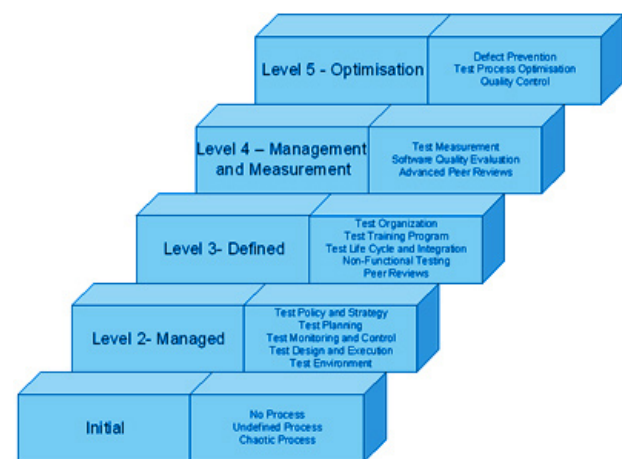 Level 5 - Optimisation
Defect Prevention
Test Process Optimisation
Quality Control
Level 4 – Management
and Measurement
Test Measurement
Software Quality Evaluation
Advanced Peer Reviews
Level 3- Defined
Test Organization
Test Training Program
Test Life Cycle and Integration
Non-Functional Testing
Peer Reviews
Level 2- Managed
Test Policy and Strategy
Test Planning
Test Monitoring and Control
Test Design and Execution
Test Environment
Initial
No Process
Undefined Process
Chaotic Process